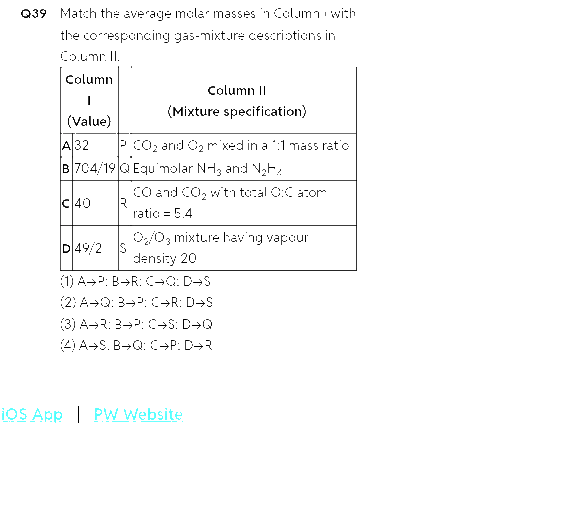 Q39 Match the average molar masses in Column I with
the corresponding gas-mixture descriptions in
Column II.
Column I (Value) Column II (Mixture specification)
A 32 P CO₂ and O₂ mixed in a 1:1 mass ratio
B 704/19 Q Equimolar NH₃ and N₂H₂
C 40 R CO and CO₂ with total O:C atom ratio = 5:4
D 49/2 S O₂/O₃ mixture having vapour density 20
(1) A→P; B→R; C→Q; D→S
(2) A→Q; B→P; C→R; D→S
(3) A→R; B→P; C→S; D→Q
(4) A→S; B→Q; C→P; D→R
iOS App | PW Website